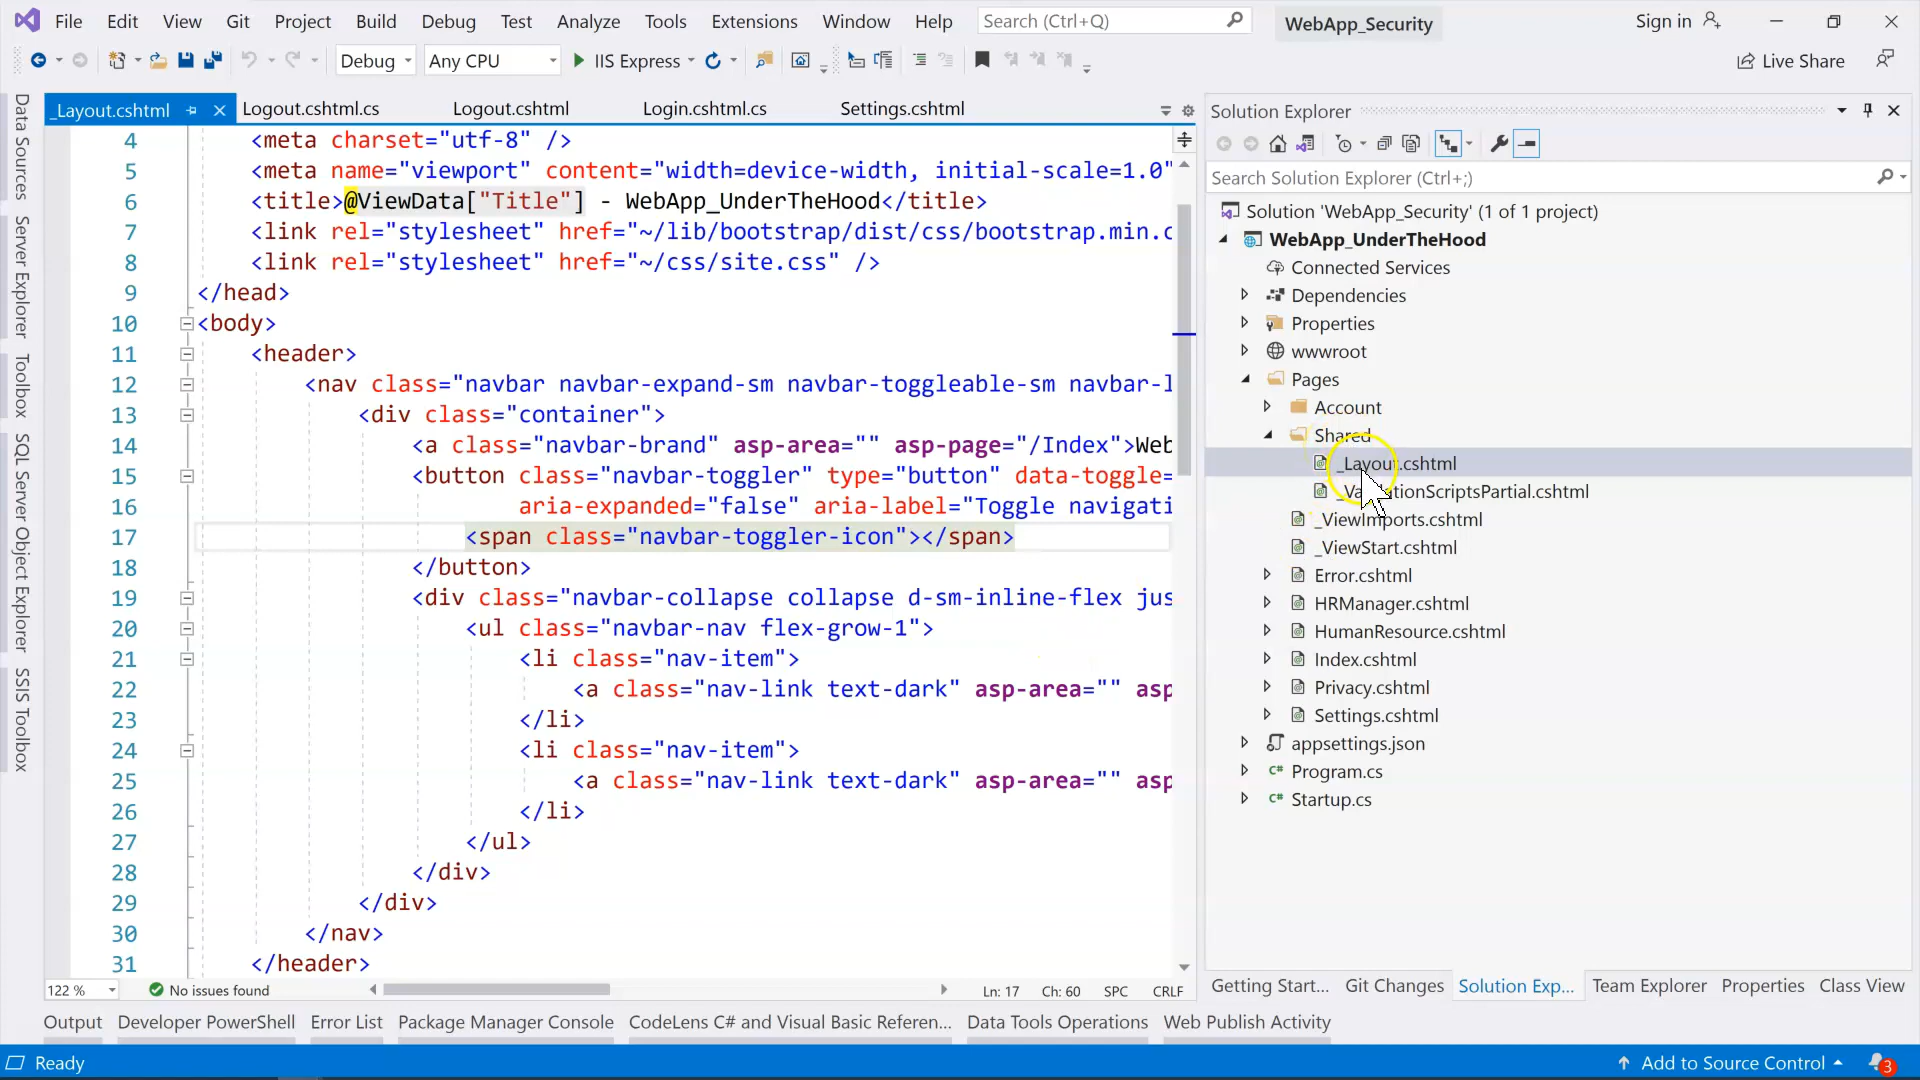 File Edit View Git Project Build Debug Test Analyze Tools Extensions Window Help Search (Ctrl+Q) WebApp_Security Sign in
Debug Any CPU IIS Express Live Share
_Layout.cshtml Logout.cshtml.cs Logout.cshtml Login.cshtml.cs Settings.cshtml
Data Sources
Server Explorer
Toolbox
SQL Server Object Explorer
SSIS Toolbox
4 <meta charset="utf-8" />
5 <meta name="viewport" content="width=device-width, initial-scale=1.0"
6 <title>@ViewData["Title"] - WebApp_UnderTheHood</title>
7 <link rel="stylesheet" href="~/lib/bootstrap/dist/css/bootstrap.min.c
8 <link rel="stylesheet" href="~/css/site.css" />
9 </head>
10 <body>
11 <header>
12 <nav class="navbar navbar-expand-sm navbar-toggleable-sm navbar-l
13 <div class="container">
14 <a class="navbar-brand" asp-area="" asp-page="/Index">Web
15 <button class="navbar-toggler" type="button" data-toggle=
16 aria-expanded="false" aria-label="Toggle navigati
17 <span class="navbar-toggler-icon"></span>
18 </button>
19 <div class="navbar-collapse collapse d-sm-inline-flex jus
20 <ul class="navbar-nav flex-grow-1">
21 <li class="nav-item">
22 <a class="nav-link text-dark" asp-area="" asp
23 </li>
24 <li class="nav-item">
25 <a class="nav-link text-dark" asp-area="" asp
26 </li>
27 </ul>
28 </div>
29 </div>
30 </nav>
31 </header>
122 % No issues found Ln: 17 Ch: 60 SPC CRLF
Solution Explorer
Search Solution Explorer (Ctrl+;)
Solution 'WebApp_Security' (1 of 1 project)
WebApp_UnderTheHood
Connected Services
Dependencies
Properties
wwwroot
Pages
Account
Shared
_Layout.cshtml
_ValidationScriptsPartial.cshtml
_ViewImports.cshtml
_ViewStart.cshtml
Error.cshtml
HRManager.cshtml
HumanResource.cshtml
Index.cshtml
Privacy.cshtml
Settings.cshtml
appsettings.json
C# Program.cs
C# Startup.cs
Getting Start... Git Changes Solution Exp... Team Explorer Properties Class View
Output Developer PowerShell Error List Package Manager Console CodeLens C# and Visual Basic Referen... Data Tools Operations Web Publish Activity
Ready Add to Source Control 3